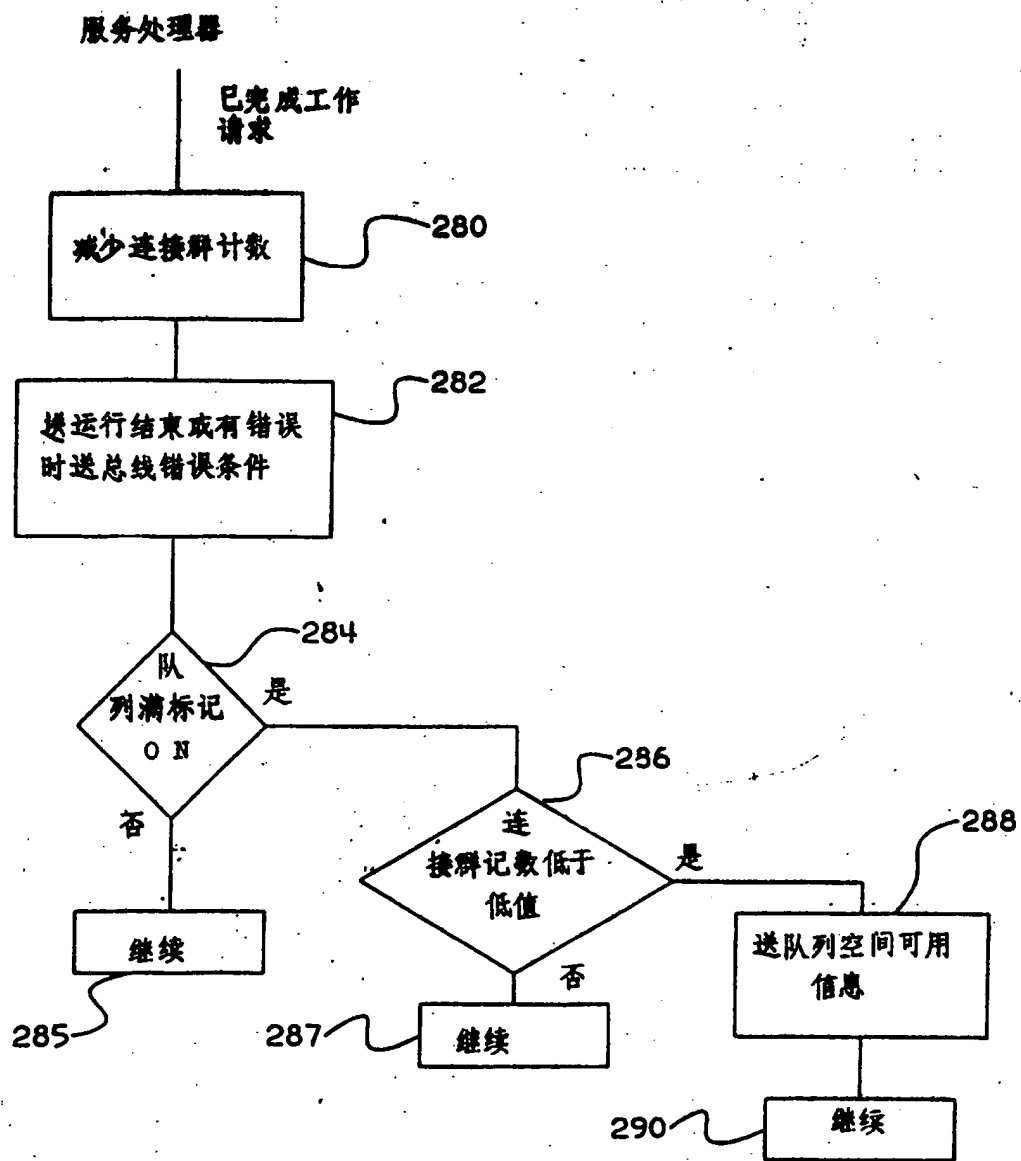 服务处理器
已完成工作
请求
减少连接群计数
280
282
送运行结束或有错误
时送总线错误条件
284
队
列满标记
ON
是
否
286
连
接群记数低于
低值
是
否
288
送队列空间可用
信息
继续
285
287
继续
290
继续